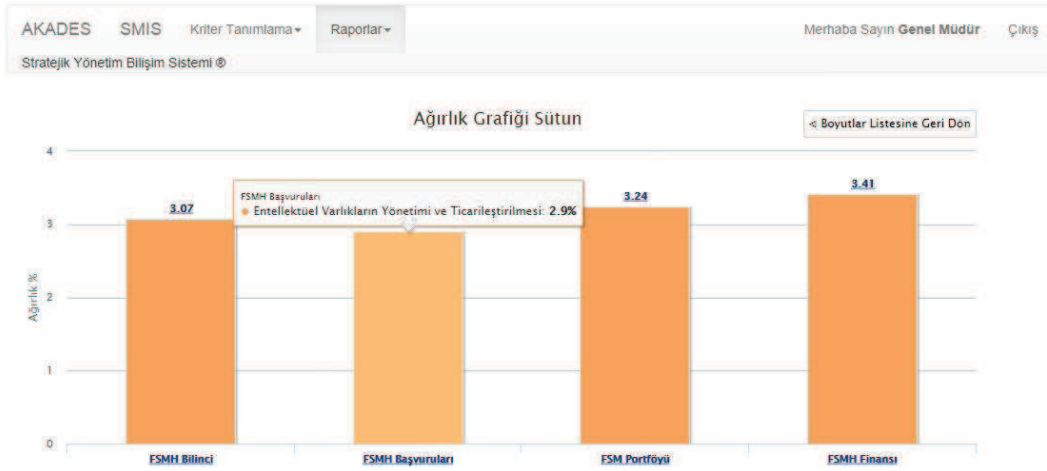 AKADES SMIS Kriter Tanımlama Raporlar Merhaba Sayın Genel Müdür Çıkış
Stratejik Yönetim Bilişim Sistemi ®
Ağırlık Grafiği Sütun
◁ Boyutlar Listesine Geri Dön
4
3
2
1
0
Ağırlık %
3.07
FSMH Başvuruları
Entellektüel Varlıkların Yönetimi ve Ticarileştirilmesi: 2.9%
3.24
3.41
FSMH Bilinci
FSMH Başvuruları
FSM Portföyü
FSMH Finansı